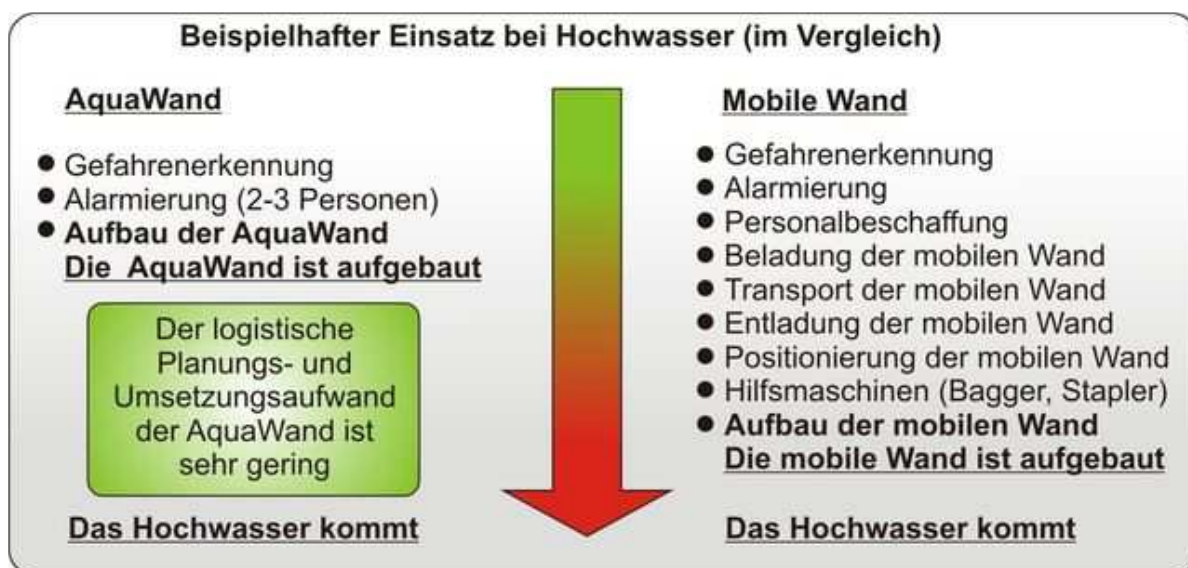 Beispielhafter Einsatz bei Hochwasser (im Vergleich)
AquaWand
● Gefahrenerkennung
● Alarmierung (2-3 Personen)
● Aufbau der AquaWand
Die AquaWand ist aufgebaut
Der logistische
Planungs- und
Umsetzungsaufwand
der AquaWand ist
sehr gering
Das Hochwasser kommt
Mobile Wand
● Gefahrenerkennung
● Alarmierung
● Personalbeschaffung
● Beladung der mobilen Wand
● Transport der mobilen Wand
● Entladung der mobilen Wand
● Positionierung der mobilen Wand
● Hilfsmaschinen (Bagger, Stapler)
● Aufbau der mobilen Wand
Die mobile Wand ist aufgebaut
Das Hochwasser kommt